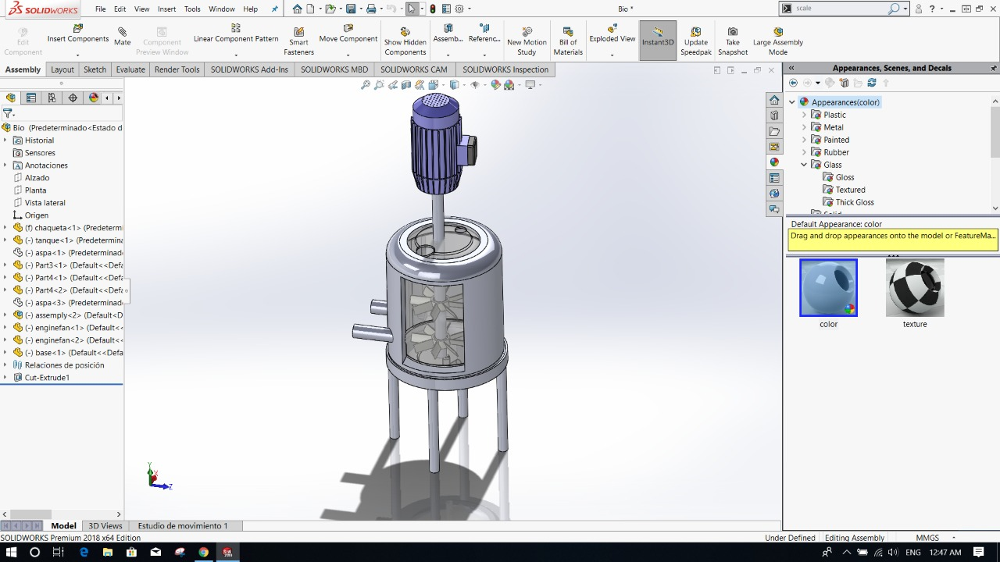 SOLIDWORKS File Edit View Insert Tools Window Help Bio * scale
Edit Component
Insert Components
Mate
Component Preview Window
Linear Component Pattern
Smart Fasteners
Move Component
Show Hidden Components
Assemb...
Referenc...
New Motion Study
Bill of Materials
Exploded View
Instant3D
Update Speedpak
Take Snapshot
Large Assembly Mode
Assembly Layout Sketch Evaluate Render Tools SOLIDWORKS Add-Ins SOLIDWORKS MBD SOLIDWORKS CAM SOLIDWORKS Inspection
Bio (Predeterminado<Estado d
Historial
Sensores
Anotaciones
Alzado
Planta
Vista lateral
Origen
(f) chaqueta<1> (Predetermin
(-) tanque<1> (Predetermina
(-) aspa<1> (Predeterminado
(-) Part3<1> (Default<<Defa
(-) Part4<1> (Default<<Defa
(-) Part4<2> (Default<<Defa
(-) aspa<3> (Predeterminado
(-) assemply<2> (Default<D
(-) enginefan<1> (Default<<
(-) enginefan<2> (Default<<
(-) base<1> (Default<<Defa
Relaciones de posición
Cut-Extrude1
Y
X
Z
Appearances, Scenes, and Decals
Appearances(color)
Plastic
Metal
Painted
Rubber
Glass
Gloss
Textured
Thick Gloss
Default Appearance: color
Drag and drop appearances onto the model or FeatureMa...
color texture
Model 3D Views Estudio de movimiento 1
SOLIDWORKS Premium 2018 x64 Edition Under Defined Editing Assembly MMGS
ENG 12:47 AM